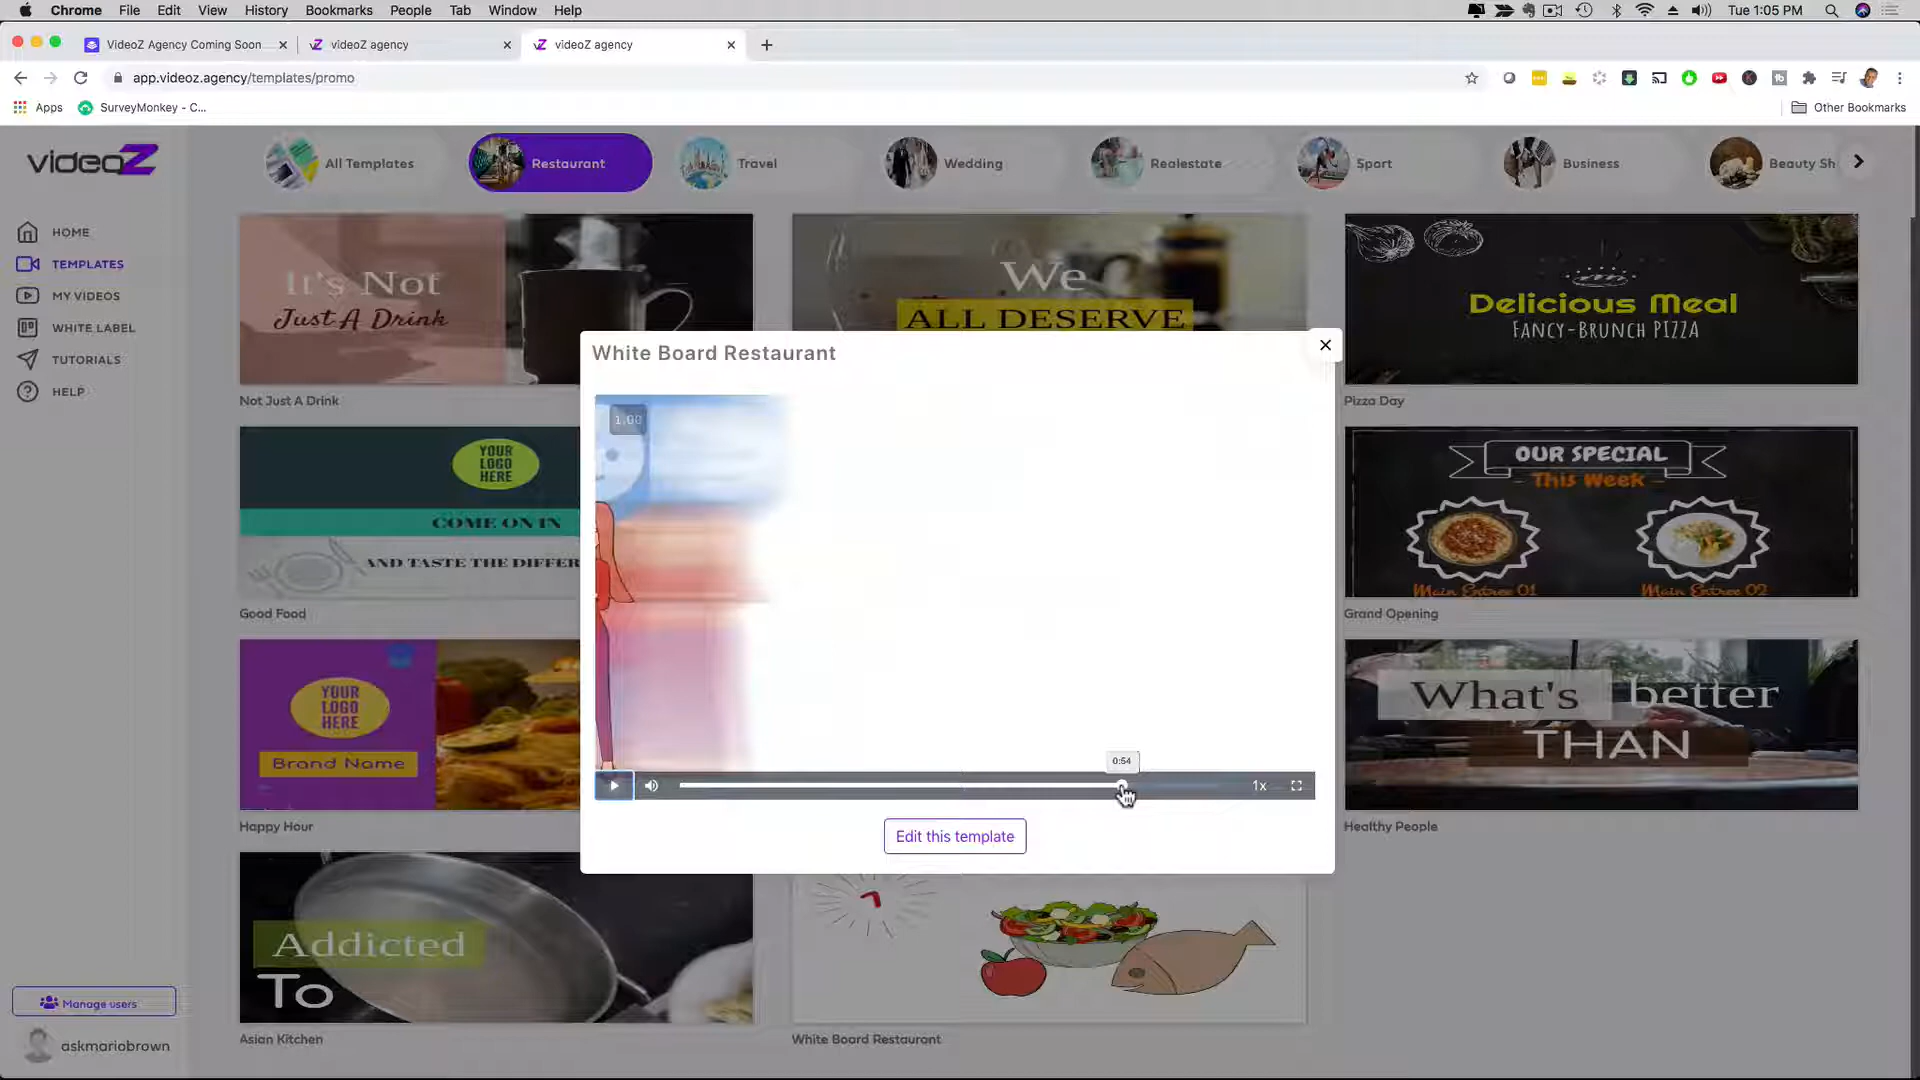 Chrome File Edit View History Bookmarks People Tab Window Help
Tue 1:05 PM
VideoZ Agency Coming Soon
videoZ agency
videoZ agency
app.videoz.agency/templates/promo
Apps
SurveyMonkey - C...
Other Bookmarks
videoZ
All Templates
Restaurant
Travel
Wedding
Realestate
Sport
Business
Beauty Sh
HOME
TEMPLATES
MY VIDEOS
WHITE LABEL
TUTORIALS
HELP
It's Not
Just A Drink
We
ALL DESERVE
Delicious Meal
FANCY-BRUNCH PIZZA
Not Just A Drink
Pizza Day
White Board Restaurant
1.00
YOUR
LOGO
HERE
COME ON IN
AND TASTE THE DIFFER
OUR SPECIAL
- This Week -
Main Entree 01
Main Entree 02
Good Food
Grand Opening
YOUR
LOGO
HERE
Brand Name
What's better
THAN
0:54
1x
Edit this template
Happy Hour
Healthy People
Addicted
To
Asian Kitchen
White Board Restaurant
Manage users
askmariobrown